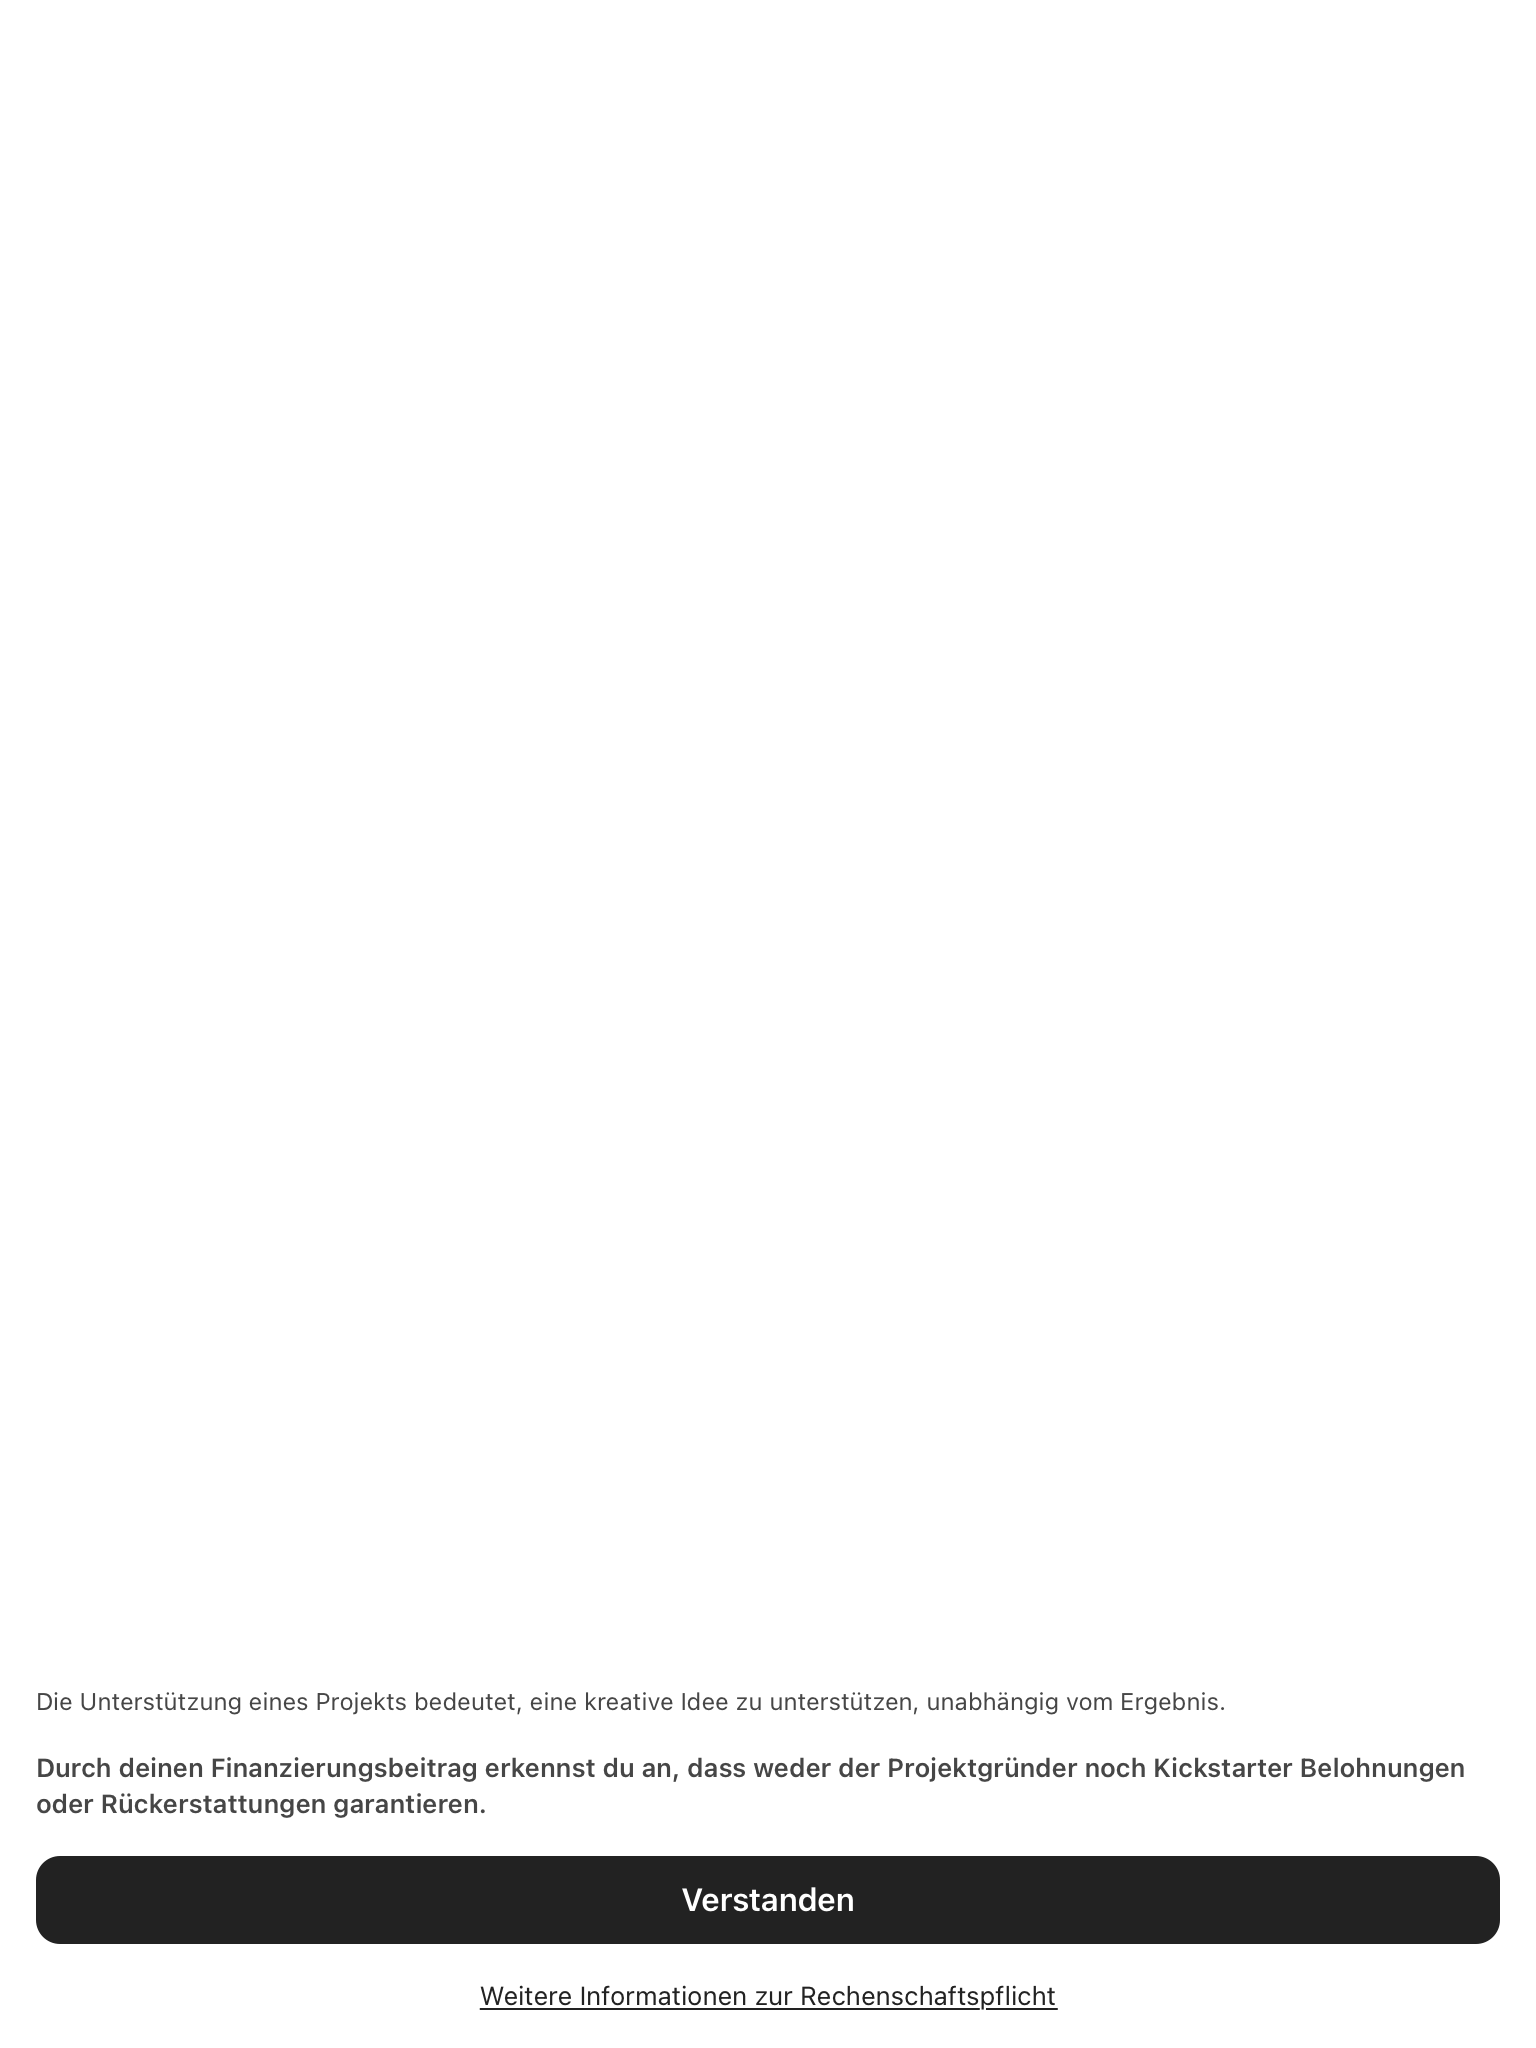 Die Unterstützung eines Projekts bedeutet, eine kreative Idee zu unterstützen, unabhängig vom Ergebnis.
Durch deinen Finanzierungsbeitrag erkennst du an, dass weder der Projektgründer noch Kickstarter Belohnungen
oder Rückerstattungen garantieren.
Verstanden
Weitere Informationen zur Rechenschaftspflicht